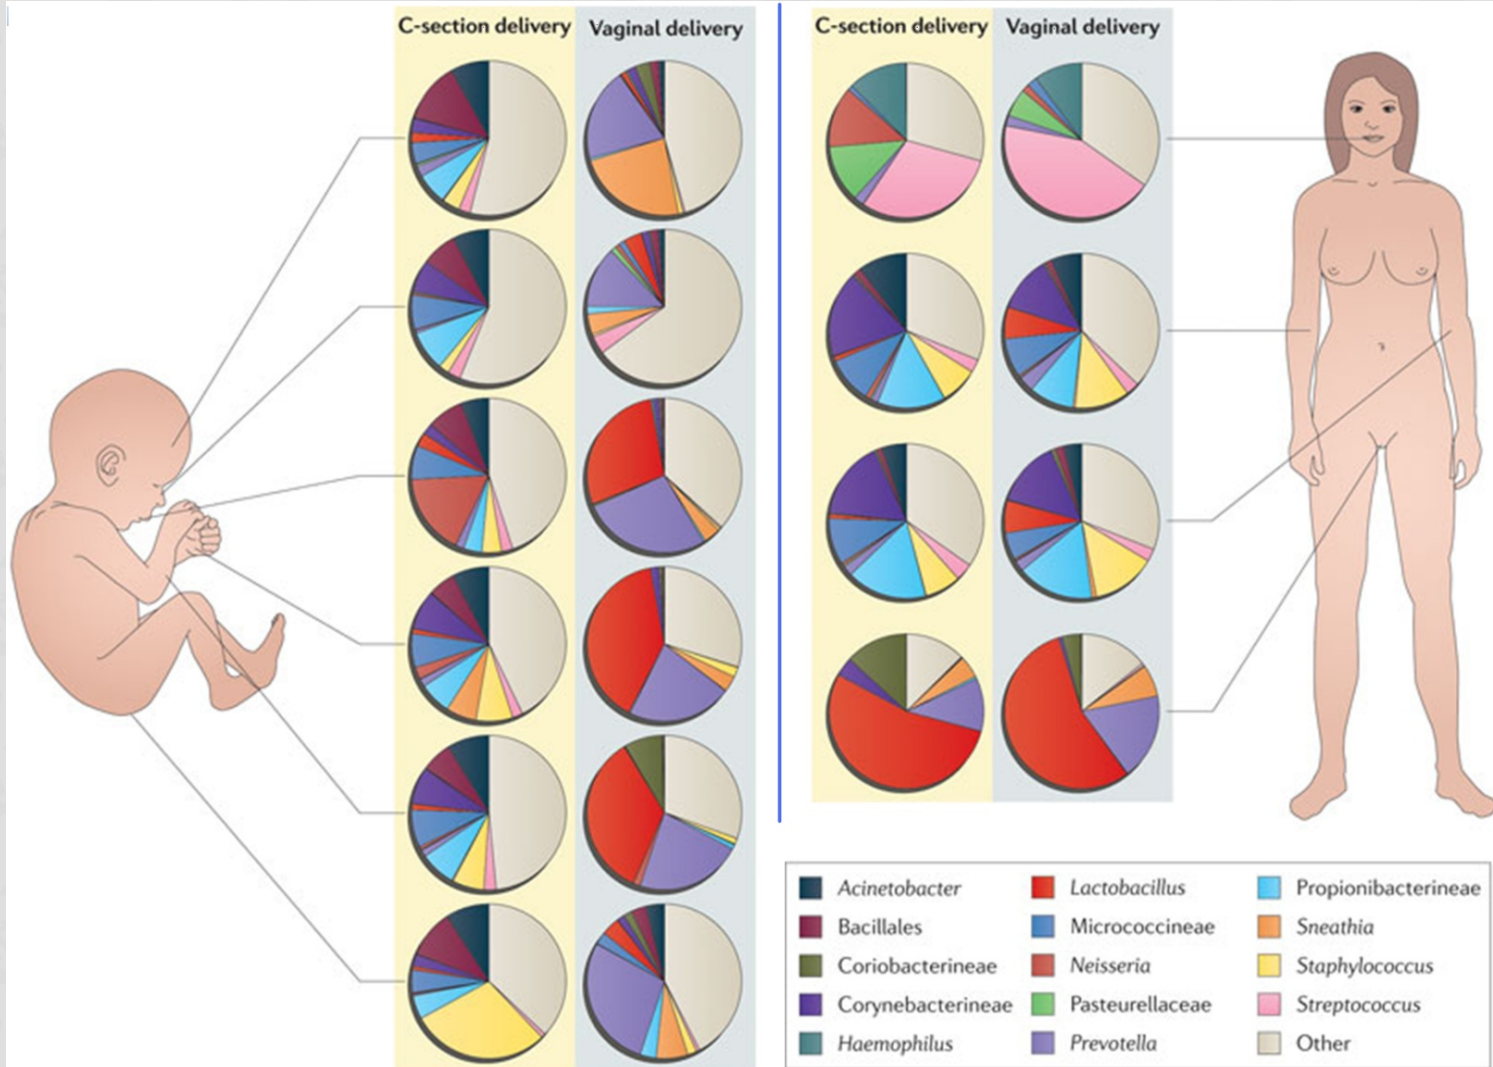 C-section delivery
Vaginal delivery
C-section delivery
Vaginal delivery
Acinetobacter
Bacillales
Coriobacterineae
Corynebacterineae
Haemophilus
Lactobacillus
Micrococcineae
Neisseria
Pasteurellaceae
Prevotella
Propionibacterineae
Sneathia
Staphylococcus
Streptococcus
Other